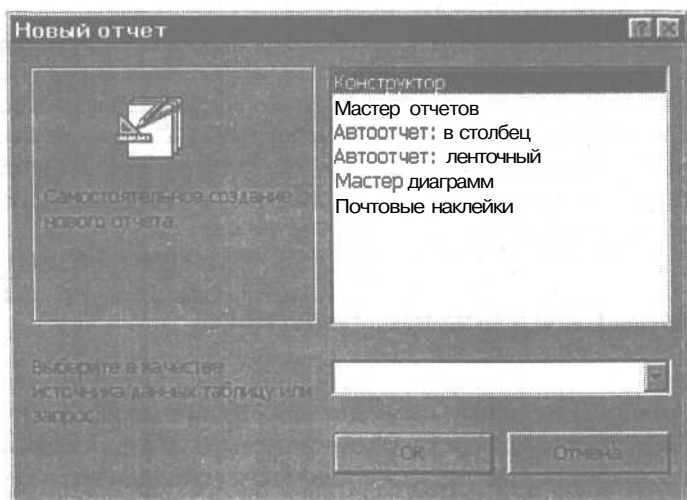 Новый отчет
Конструктор
Мастер отчетов
Автоотчет: в столбец
Автоотчет: ленточный
Мастер диаграмм
Почтовые наклейки
Самостоятельное создание
нового отчета.
Выберите в качестве
источника данных таблицу или
запрос:
OK
Отмена